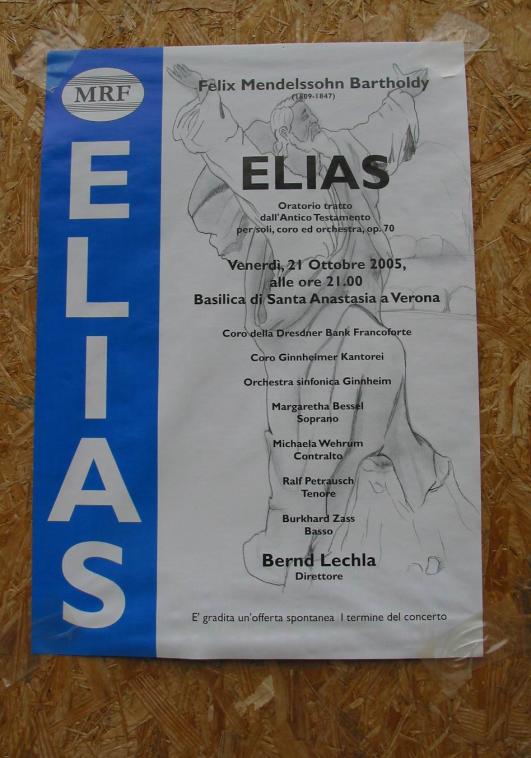 MRF
ELIAS
Felix Mendelssohn Bartholdy
(1809-1847)
ELIAS
Oratorio tratto
dall'Antico Testamento
per soli, coro ed orchestra, op. 70
Venerdì, 21 Ottobre 2005,
alle ore 21.00
Basilica di Santa Anastasia a Verona
Coro della Dresdner Bank Francoforte
Coro Ginnheimer Kantorei
Orchestra sinfonica Ginnheim
Margaretha Bessel
Soprano
Michaela Wehrum
Contralto
Ralf Petrausch
Tenore
Burkhard Zass
Basso
Bernd Lechla
Direttore
E' gradita un'offerta spontanea l termine del concerto